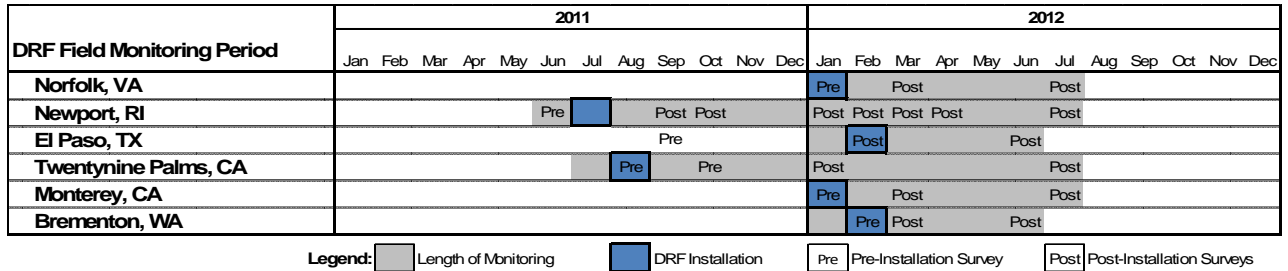 2011 2012
DRF Field Monitoring Period
Jan Feb Mar Apr May Jun Jul Aug Sep Oct Nov Dec Jan Feb Mar Apr May Jun Jul Aug Sep Oct Nov Dec
Norfolk, VA Pre Post Post
Newport, RI Pre Post Post Post Post Post Post Post
El Paso, TX Pre Post Post
Twentynine Palms, CA Pre Pre Post Post
Monterey, CA Pre Post Post
Brementon, WA Pre Post Post
Legend: Length of Monitoring DRF Installation Pre Pre-Installation Survey Post Post-Installation Surveys